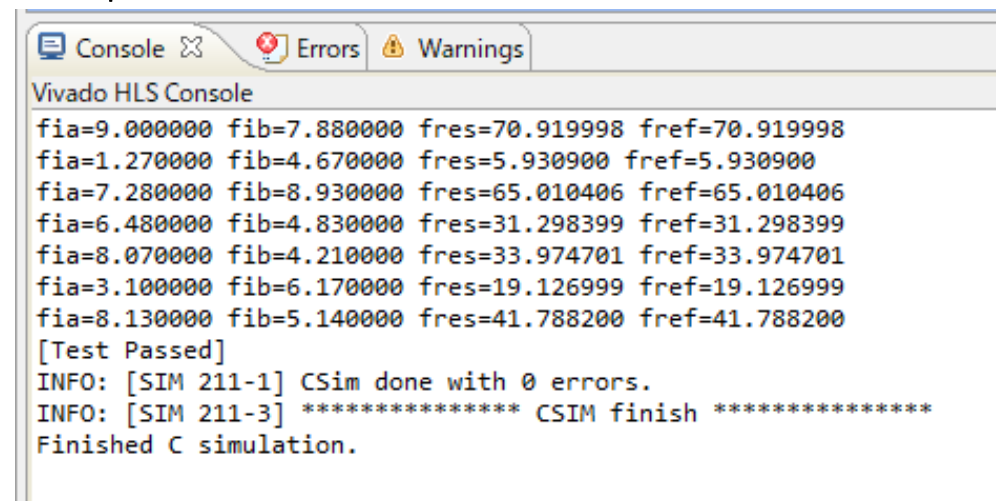 Console Errors Warnings
Vivado HLS Console
fia=9.000000 fib=7.880000 fres=70.919998 fref=70.919998
fia=1.270000 fib=4.670000 fres=5.930900 fref=5.930900
fia=7.280000 fib=8.930000 fres=65.010406 fref=65.010406
fia=6.480000 fib=4.830000 fres=31.298399 fref=31.298399
fia=8.070000 fib=4.210000 fres=33.974701 fref=33.974701
fia=3.100000 fib=6.170000 fres=19.126999 fref=19.126999
fia=8.130000 fib=5.140000 fres=41.788200 fref=41.788200
[Test Passed]
INFO: [SIM 211-1] CSim done with 0 errors.
INFO: [SIM 211-3] *************** CSIM finish ***************
Finished C simulation.